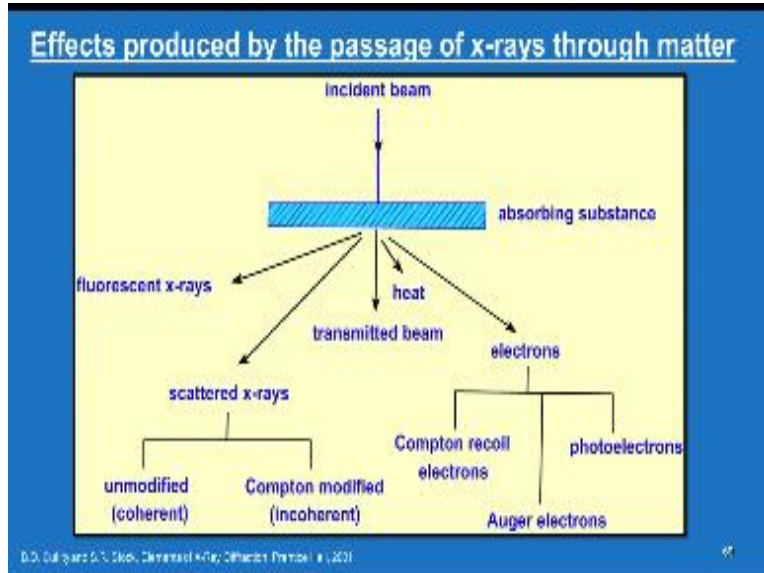 Effects produced by the passage of x-rays through matter
incident beam
absorbing substance
fluorescent x-rays
heat
transmitted beam
electrons
scattered x-rays
Compton recoil
electrons
photoelectrons
unmodified
(coherent)
Compton modified
(incoherent)
Auger electrons
and S.R. Stock, Elements of X-Ray Diffraction, Prentice Hall, 2001